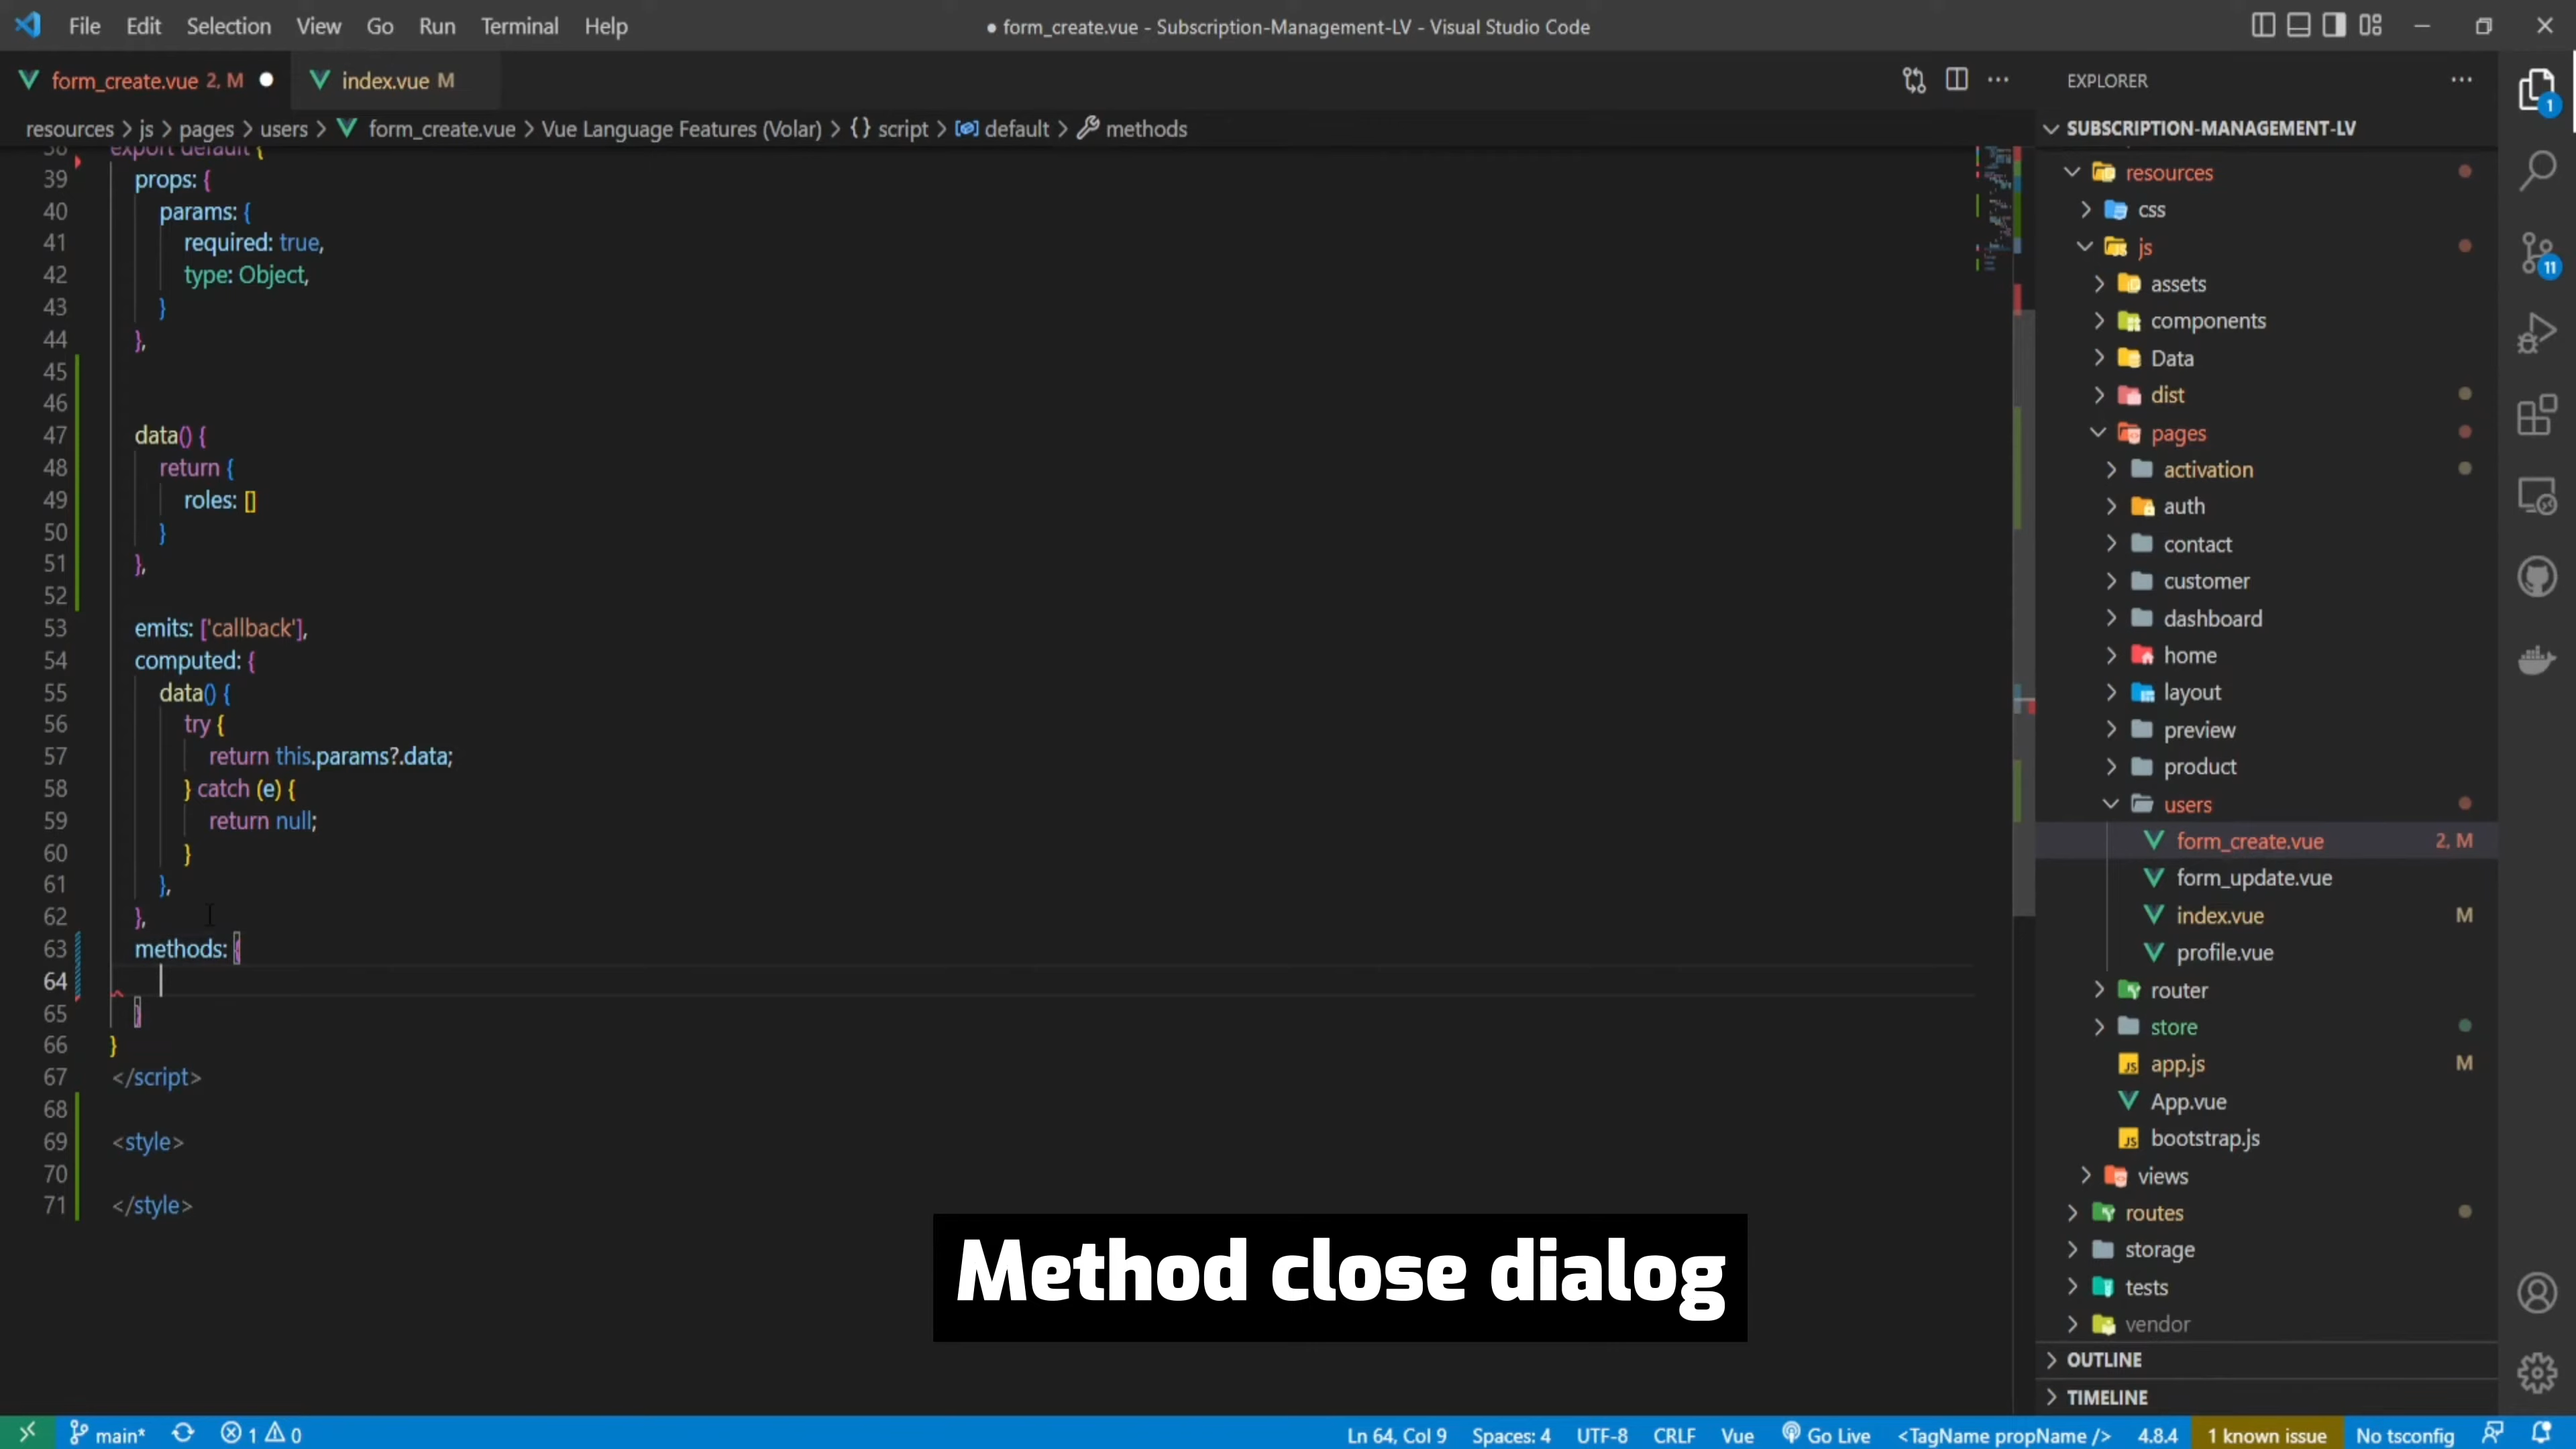 File Edit Selection View Go Run Terminal Help
● form_create.vue - Subscription-Management-LV - Visual Studio Code
form_create.vue 2, M ●
index.vue M
resources > js > pages > users > form_create.vue > Vue Language Features (Volar) > {} script > default > methods
38 export default {
39 props: {
40 params: {
41 required: true,
42 type: Object,
43 }
44 },
45
46
47 data() {
48 return {
49 roles: []
50 }
51 },
52
53 emits: ['callback'],
54 computed: {
55 data() {
56 try {
57 return this.params?.data;
58 } catch (e) {
59 return null;
60 }
61 },
62 },
63 methods: {
64
65 }
66 }
67 </script>
68
69 <style>
70
71 </style>
Method close dialog
EXPLORER
SUBSCRIPTION-MANAGEMENT-LV
resources
css
js
assets
components
Data
dist
pages
activation
auth
contact
customer
dashboard
home
layout
preview
product
users
form_create.vue 2, M
form_update.vue
index.vue M
profile.vue
router
store
app.js M
App.vue
bootstrap.js
views
routes
storage
tests
vendor
OUTLINE
TIMELINE
1
11
main* 1 0
Ln 64, Col 9 Spaces: 4 UTF-8 CRLF Vue Go Live <TagName propName /> 4.8.4 1 known issue No tsconfig